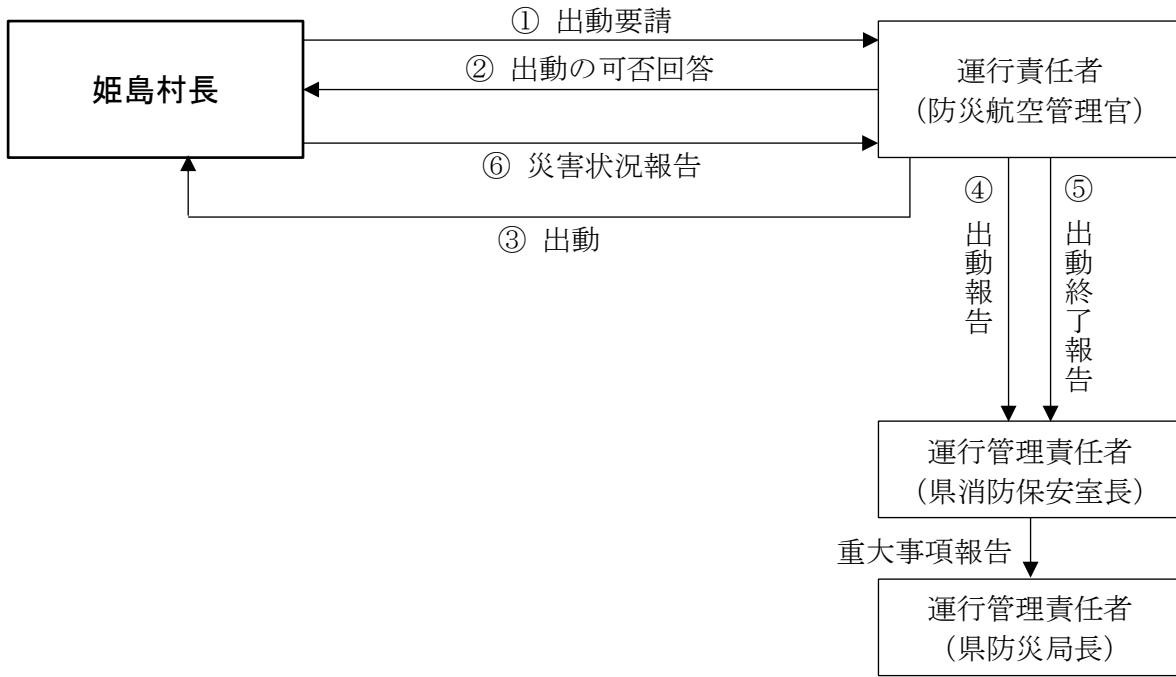 ① 出動要請
姫島村長
② 出動の可否回答
運行責任者
（防災航空管理官）
⑥ 災害状況報告
③ 出動
④ 出動報告
⑤ 出動終了報告
運行管理責任者
（県消防保安室長）
重大事項報告
運行管理責任者
（県防災局長）